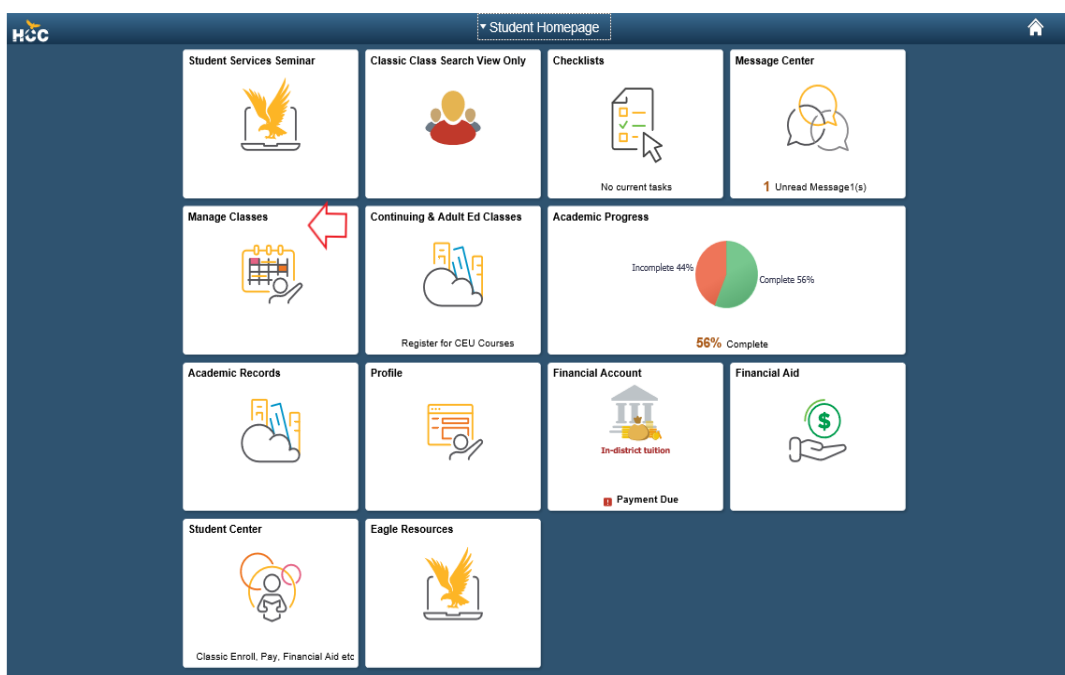 HCC
Student Homepage
Student Services Seminar
Classic Class Search View Only
Checklists
No current tasks
Message Center
1 Unread Message1(s)
Manage Classes
Continuing & Adult Ed Classes
Register for CEU Courses
Academic Progress
Incomplete 44%
Complete 56%
56% Complete
Academic Records
Profile
Financial Account
In-district tuition
! Payment Due
Financial Aid
$
Student Center
Classic Enroll, Pay, Financial Aid etc
Eagle Resources